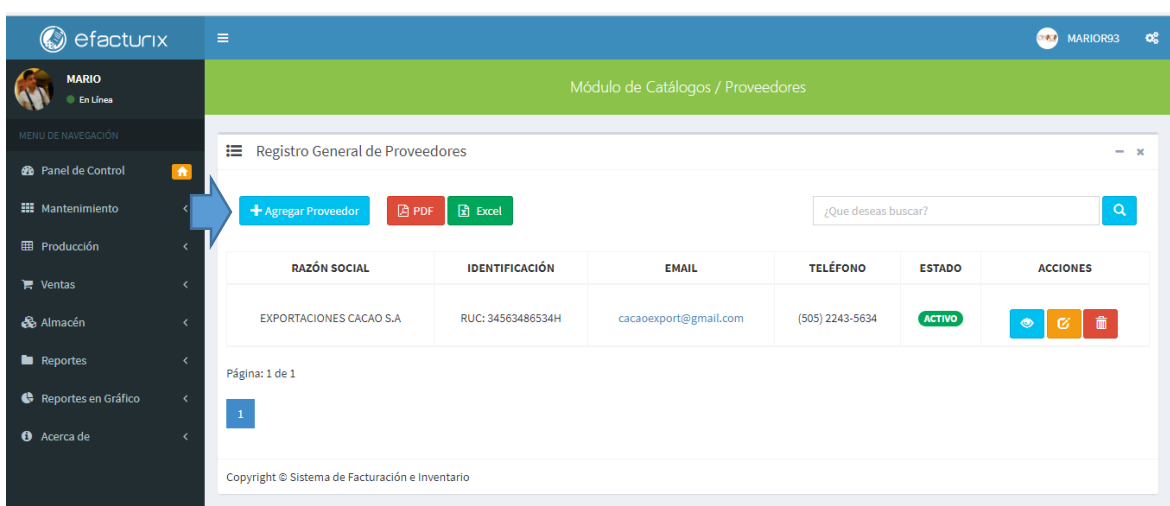 efacturix
MARIOR93
MARIO
En Línea
Módulo de Catálogos / Proveedores
MENU DE NAVEGACIÓN
Panel de Control
Mantenimiento
Producción
Ventas
Almacén
Reportes
Reportes en Gráfico
Acerca de
Registro General de Proveedores
Agregar Proveedor PDF Excel ¿Que deseas buscar?
RAZÓN SOCIAL IDENTIFICACIÓN EMAIL TELÉFONO ESTADO ACCIONES
EXPORTACIONES CACAO S.A RUC: 34563486534H cacaoexport@gmail.com (505) 2243-5634 ACTIVO
Página: 1 de 1
1
Copyright © Sistema de Facturación e Inventario